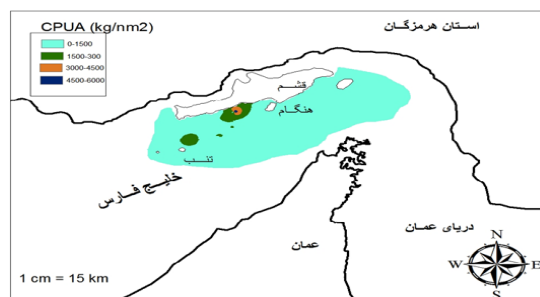 CPUA (kg/nm2)
0-1500
1500-300
3000-4500
4500-6000
استان هرمزگان
قشم
هنگام
تنب
خلیج فارس
دریای عمان
عمان
N
W
E
S
1 cm = 15 km